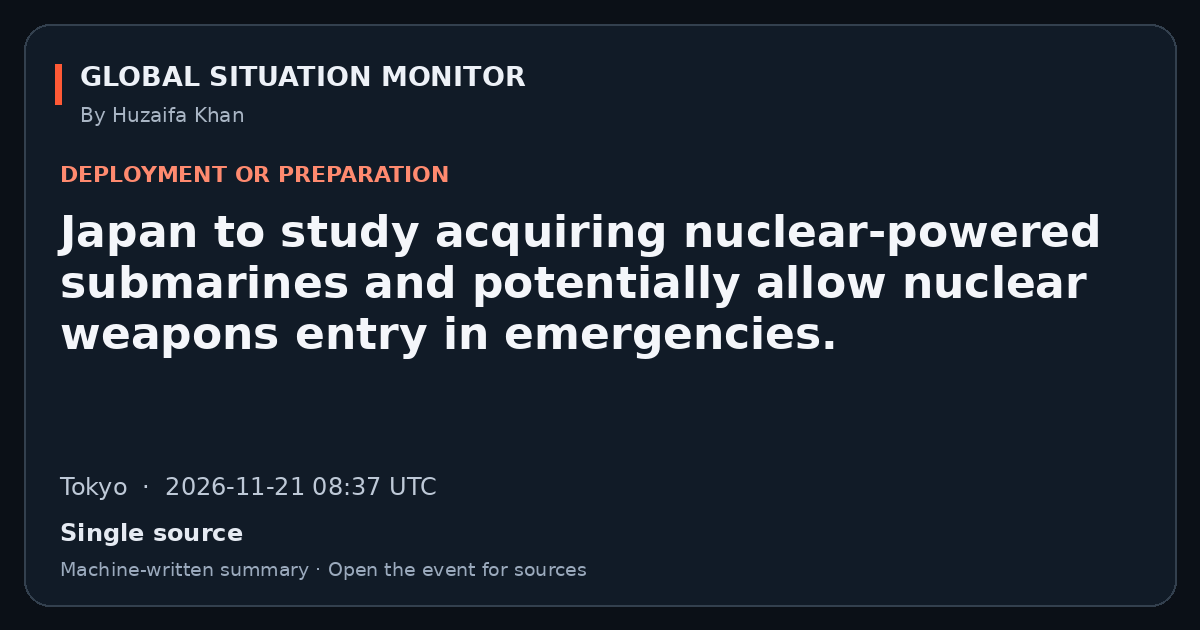 GLOBAL SITUATION MONITOR
By Huzaifa Khan
DEPLOYMENT OR PREPARATION
Japan to study acquiring nuclear-powered
submarines and potentially allow nuclear
weapons entry in emergencies.
Tokyo · 2026-11-21 08:37 UTC
Single source
Machine-written summary · Open the event for sources